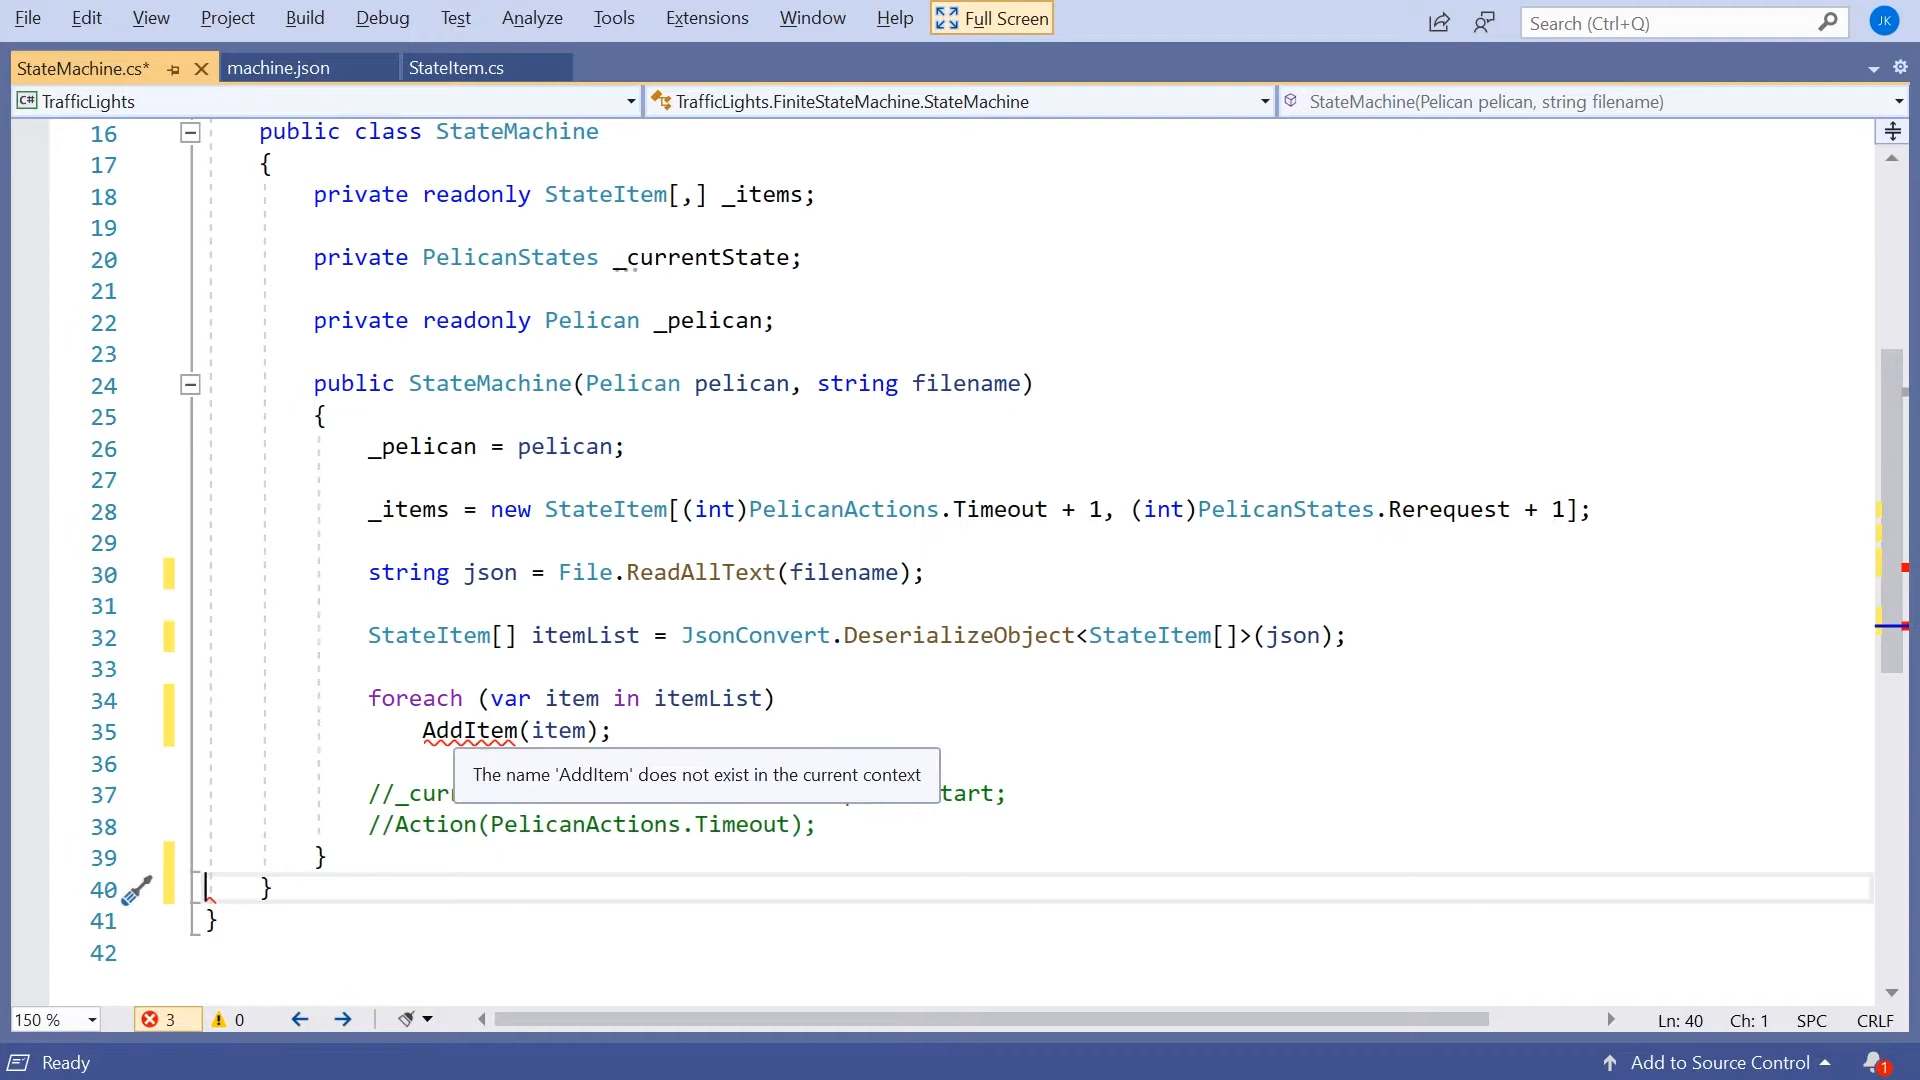 File Edit View Project Build Debug Test Analyze Tools Extensions Window Help Full Screen Search (Ctrl+Q) JK
StateMachine.cs* machine.json StateItem.cs
C# TrafficLights TrafficLights.FiniteStateMachine.StateMachine StateMachine(Pelican pelican, string filename)
16 public class StateMachine
17 {
18 private readonly StateItem[,] _items;
19
20 private PelicanStates _currentState;
21
22 private readonly Pelican _pelican;
23
24 public StateMachine(Pelican pelican, string filename)
25 {
26 _pelican = pelican;
27
28 _items = new StateItem[(int)PelicanActions.Timeout + 1, (int)PelicanStates.Rerequest + 1];
29
30 string json = File.ReadAllText(filename);
31
32 StateItem[] itemList = JsonConvert.DeserializeObject<StateItem[]>(json);
33
34 foreach (var item in itemList)
35 AddItem(item);
36
The name 'AddItem' does not exist in the current context
37 //_curr tart;
38 //Action(PelicanActions.Timeout);
39 }
40 }
41 }
42
150 % 3 0 Ln: 40 Ch: 1 SPC CRLF
Ready Add to Source Control 1